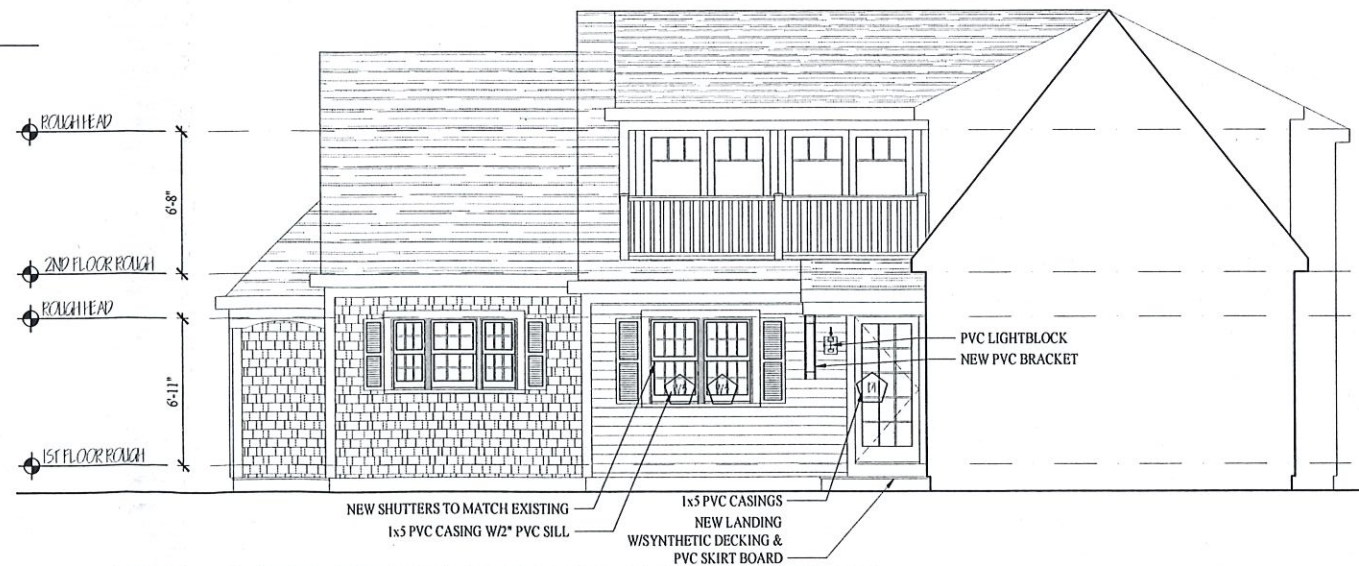 ROUGH HEAD
6'-8"
2ND FLOOR ROUGH
ROUGH HEAD
6'-11"
1ST FLOOR ROUGH
PVC LIGHTBLOCK
NEW PVC BRACKET
NEW SHUTTERS TO MATCH EXISTING
1x5 PVC CASING W/2" PVC SILL
1x5 PVC CASINGS
NEW LANDING
W/SYNTHETIC DECKING &
PVC SKIRT BOARD